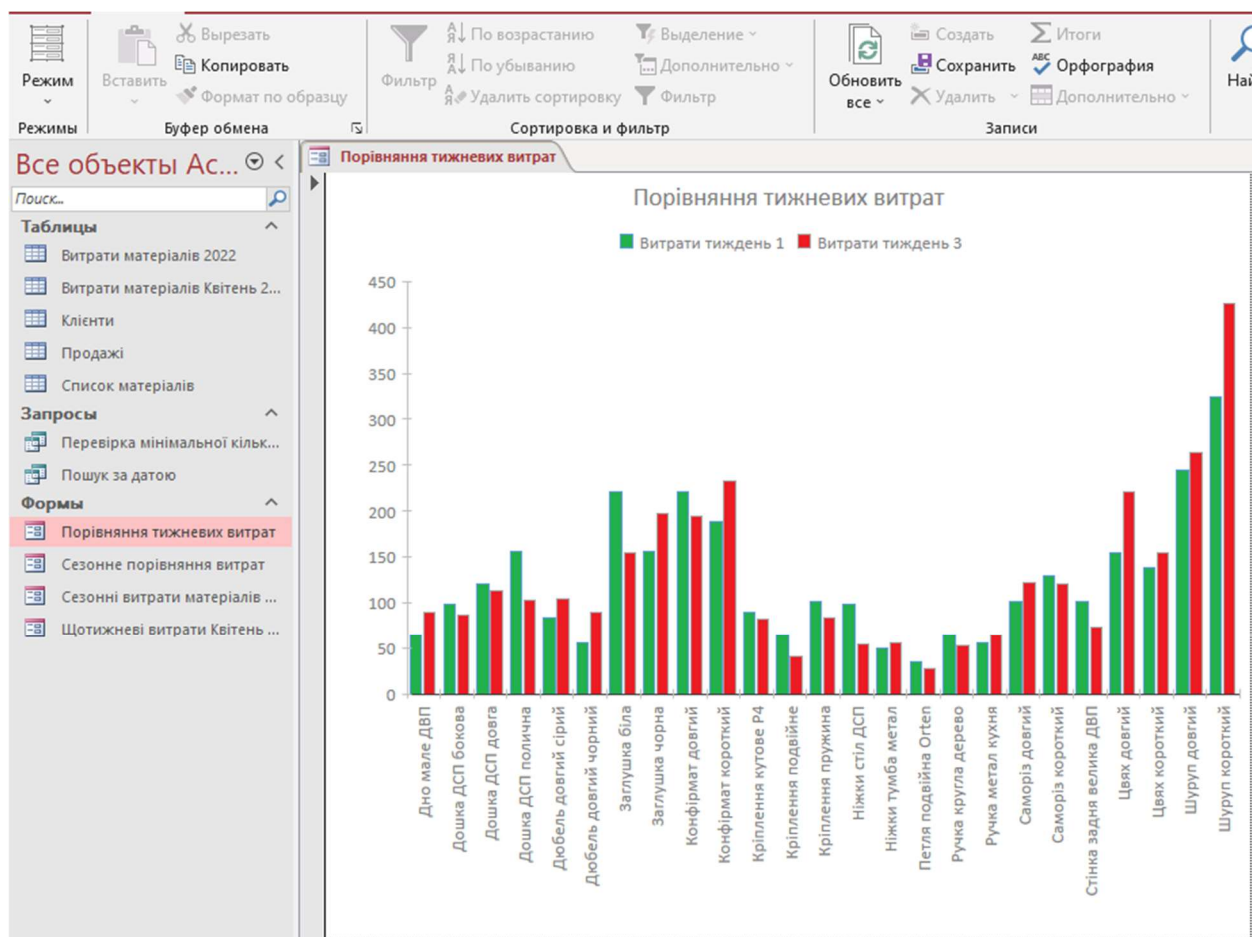 Вырезать
По возрастанию
Выделение
Создать
Итоги
Режим
Вставить
Копировать
Фильтр
По убыванию
Дополнительно
Обновить
все
Сохранить
ABC
Орфография
Формат по образцу
Удалить сортировку
Фильтр
Удалить
Дополнительно
Режимы
Буфер обмена
Сортировка и фильтр
Записи
Все объекты Ac...
Порівняння тижневих витрат
Поиск...
Таблицы
Витрати матеріалів 2022
Витрати матеріалів Квітень 2...
Клієнти
Продажі
Список матеріалів
Запросы
Перевірка мінімальної кільк...
Пошук за датою
Формы
Порівняння тижневих витрат
Сезонне порівняння витрат
Сезонні витрати матеріалів ...
Щотижневі витрати Квітень ...
Порівняння тижневих витрат
Витрати тиждень 1
Витрати тиждень 3
450
400
350
300
250
200
150
100
50
0
Дно мале ДВП
Дошка ДСП бокова
Дошка ДСП довга
Дошка ДСП полична
Дюбель довгий сірий
Дюбель довгий чорний
Заглушка біла
Заглушка чорна
Конфірмат довгий
Конфірмат короткий
Кріплення кутове P4
Кріплення подвійне
Кріплення пружина
Ніжки стіл ДСП
Ніжки тумба метал
Петля подвійна Orten
Ручка кругла дерево
Ручка метал кухня
Саморіз довгий
Саморіз короткий
Стінка задня велика ДВП
Цвях довгий
Цвях короткий
Шуруп довгий
Шуруп короткий